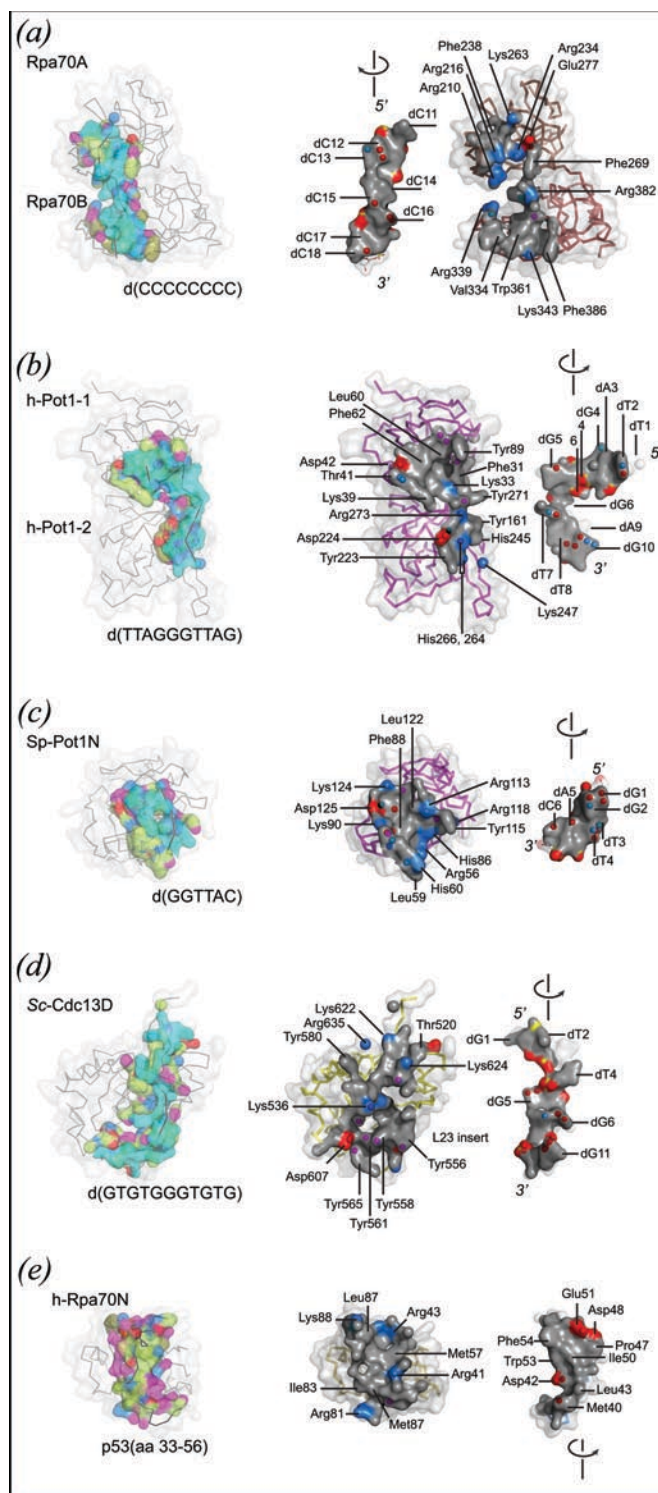 (a)
Rpa70A
Rpa70B
d(CCCCCCCC)
5'
dC11
dC12
dC13
dC14
dC15
dC16
dC17
dC18
3'
Phe238
Lys263
Arg234
Glu277
Arg216
Arg210
Phe269
Arg382
Arg339
Val334
Trp361
Lys343
Phe386
(b)
h-Pot1-1
h-Pot1-2
d(TTAGGGTTAG)
Leu60
Phe62
Asp42
Thr41
Lys39
Arg273
Asp224
Tyr223
Tyr89
Phe31
Lys33
Tyr271
Tyr161
His245
Lys247
His266, 264
dA3
dG4
dT2
dT1
dG5
6
4
5'
dG6
dA9
dG10
3'
dT7
dT8
(c)
Sp-Pot1N
d(GGTTAC)
Leu122
Phe88
Lys124
Asp125
Lys90
Arg113
Arg118
Tyr115
His86
Arg56
His60
Leu59
5'
dG1
dA5
dG2
dC6
3'
dT3
dT4
(d)
Sc-Cdc13D
d(GTGTGGGTGTG)
Lys622
Arg635
Tyr580
Thr520
Lys624
Lys536
L23 insert
Asp607
Tyr556
Tyr565
Tyr558
Tyr561
5'
dG1
dT2
dT4
dG5
dG6
dG11
3'
(e)
h-Rpa70N
p53(aa 33-56)
Leu87
Lys88
Arg43
Met57
Arg41
Ile83
Arg81
Met87
Glu51
Asp48
Phe54
Pro47
Trp53
Ile50
Asp42
Leu43
Met40